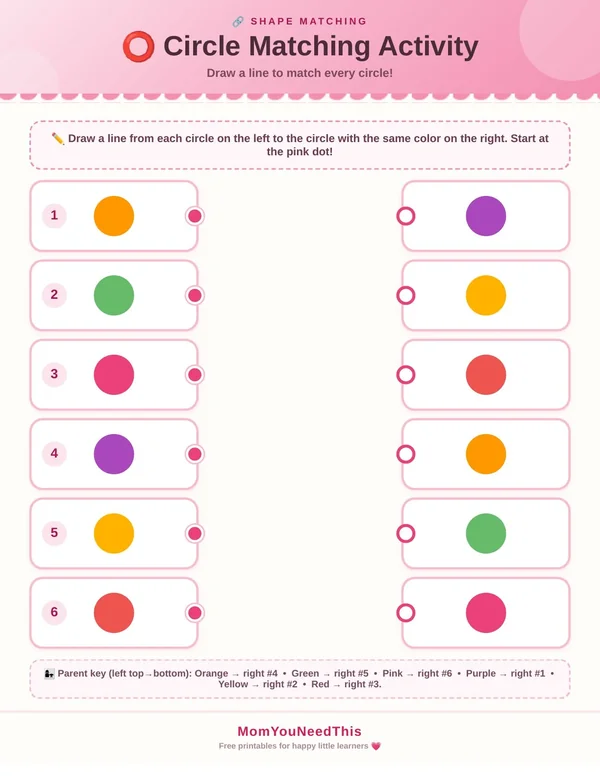 🔗 SHAPE MATCHING
⭕ Circle Matching Activity
Draw a line to match every circle!
✏️ Draw a line from each circle on the left to the circle with the same color on the right. Start at
the pink dot!
1
2
3
4
5
6
👩‍👧 Parent key (left top→bottom): Orange → right #4 • Green → right #5 • Pink → right #6 • Purple → right #1 •
Yellow → right #2 • Red → right #3.
MomYouNeedThis
Free printables for happy little learners 💗